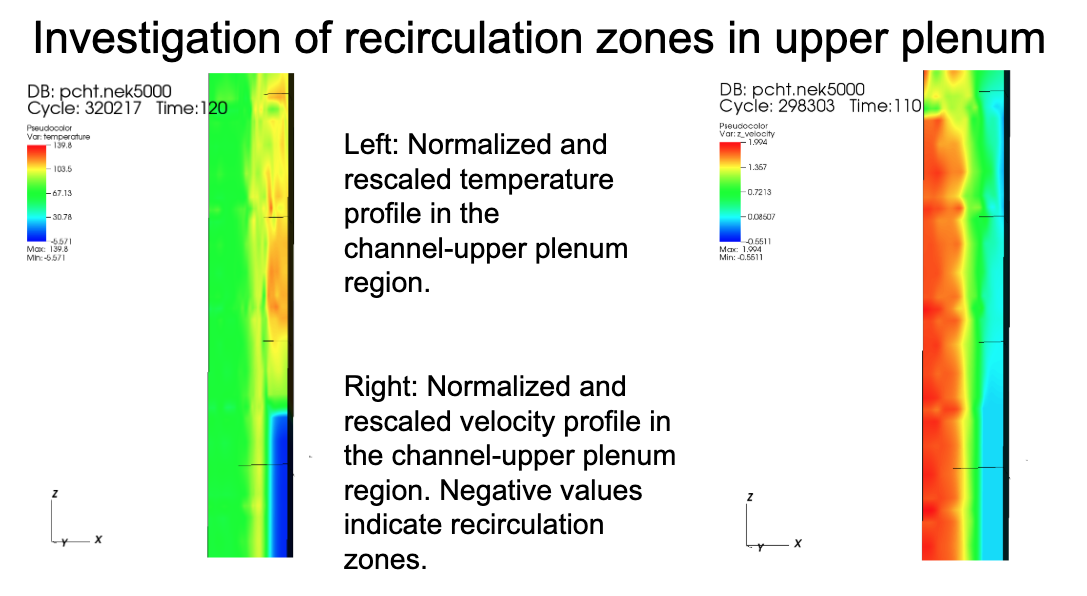 Investigation of recirculation zones in upper plenum
DB: pcht.nek5000
Cycle: 320217 Time:120
Pseudocolor
Var: temperature
139.8
103.5
67.13
30.78
-5.571
Max: 139.8
Min: -5.571
Z
Y
X
Left: Normalized and
rescaled temperature
profile in the
channel-upper plenum
region.
Right: Normalized and
rescaled velocity profile in
the channel-upper plenum
region. Negative values
indicate recirculation
zones.
DB: pcht.nek5000
Cycle: 298303 Time:110
Pseudocolor
Var: z_velocity
1.994
1.357
0.7213
0.08507
-0.5511
Max: 1.994
Min: -0.5511
Z
Y
X